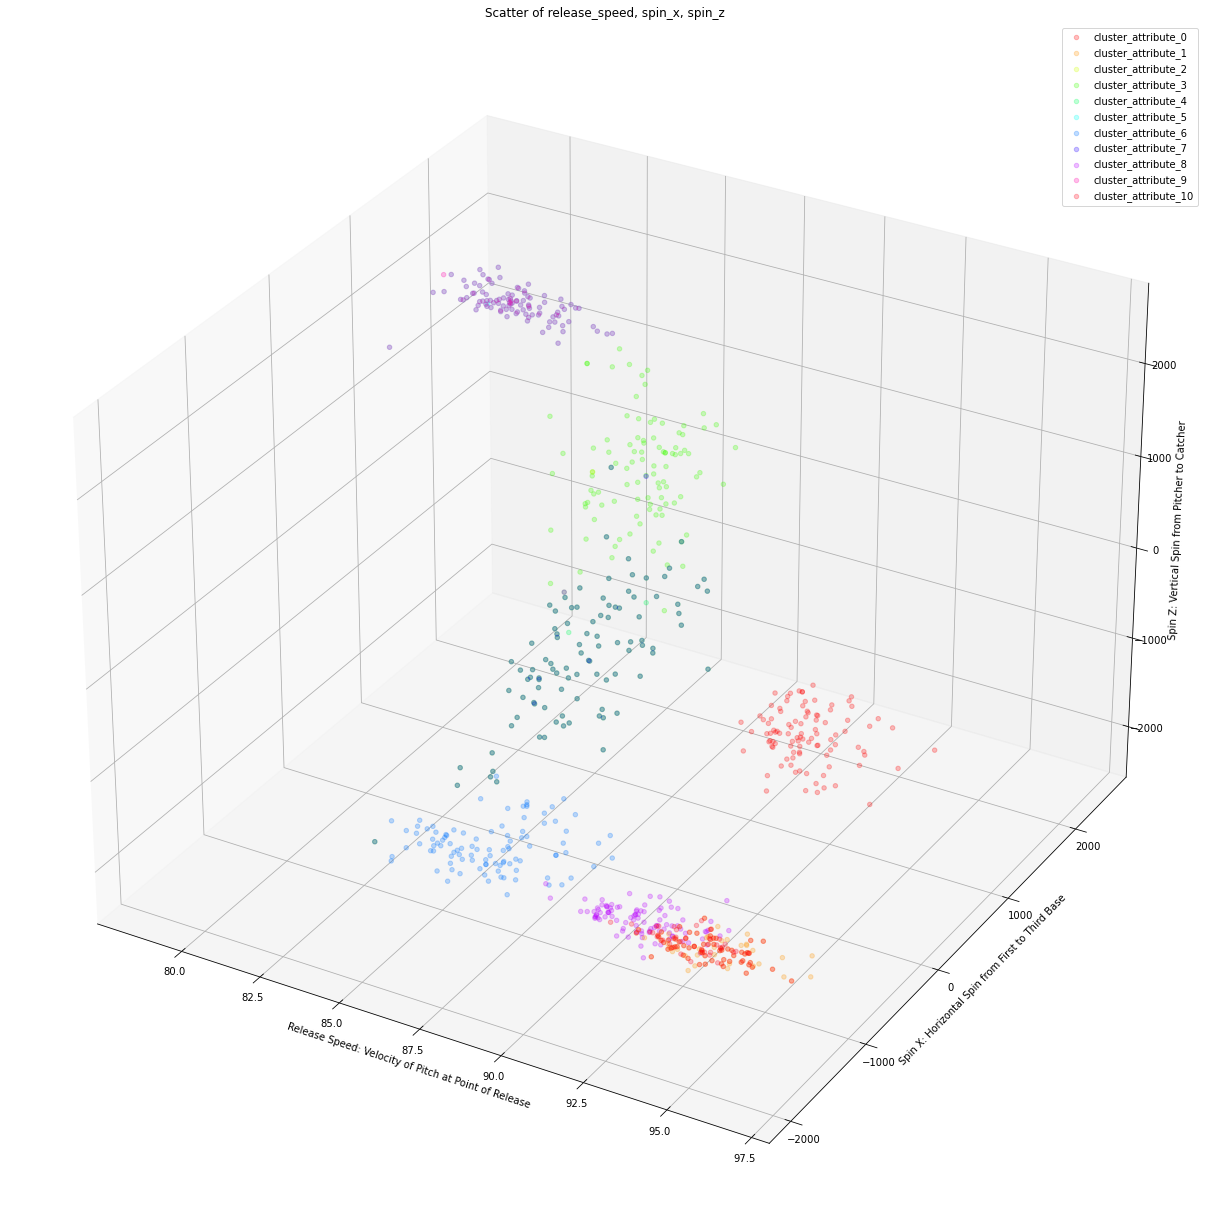 Scatter of release_speed, spin_x, spin_z
cluster_attribute_0
cluster_attribute_1
cluster_attribute_2
cluster_attribute_3
cluster_attribute_4
cluster_attribute_5
cluster_attribute_6
cluster_attribute_7
cluster_attribute_8
cluster_attribute_9
cluster_attribute_10
2000
1000
0
−1000
−2000
Spin Z: Vertical Spin from Pitcher to Catcher
2000
1000
0
−1000
−2000
Spin X: Horizontal Spin from First to Third Base
80.0
82.5
85.0
87.5
90.0
92.5
95.0
97.5
Release Speed: Velocity of Pitch at Point of Release